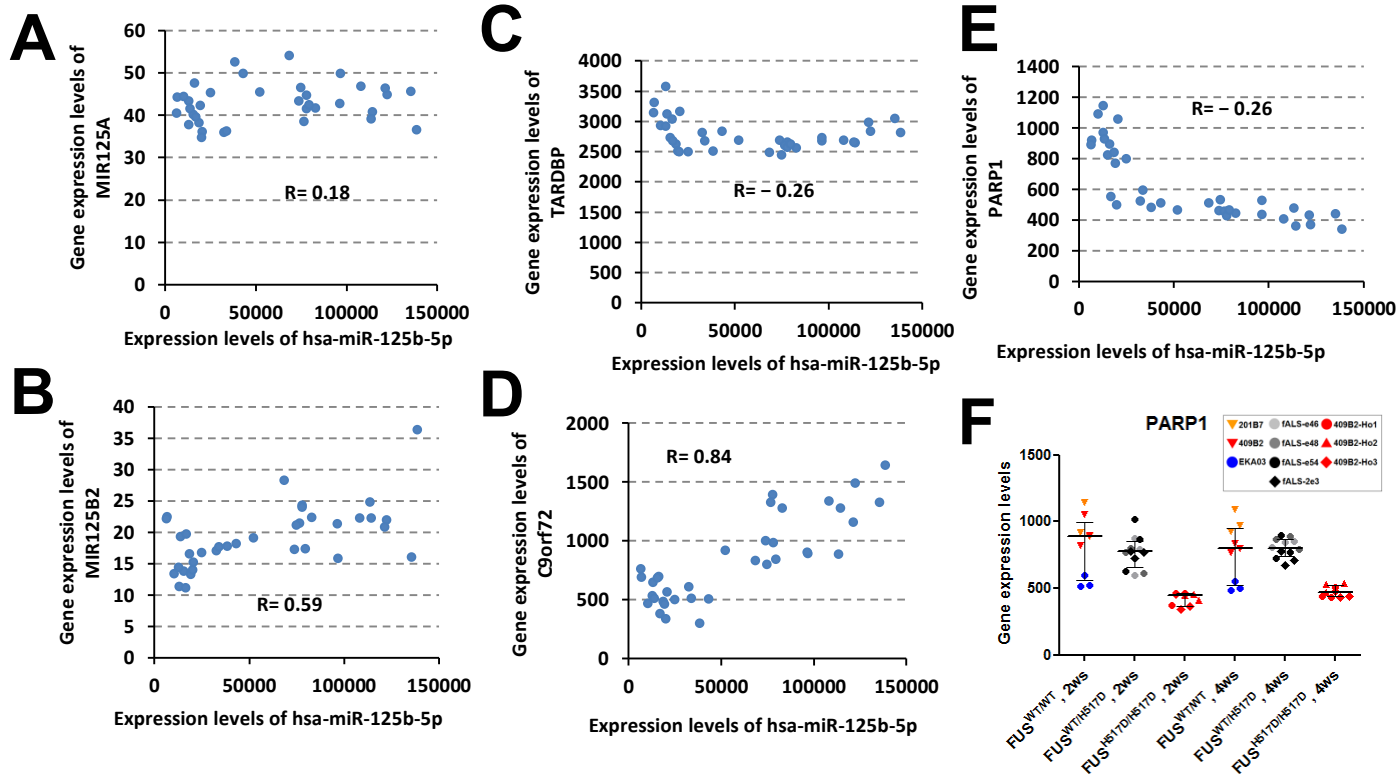 A
Gene expression levels of
MIR125A
60
50
40
30
20
10
0
R= 0.18
0 50000 100000 150000
Expression levels of hsa-miR-125b-5p
B
Gene expression levels of
MIR125B2
40
35
30
25
20
15
10
5
0
R= 0.59
0 50000 100000 150000
Expression levels of hsa-miR-125b-5p
C
Gene expression levels of
TARDBP
4000
3500
3000
2500
2000
1500
1000
500
0
R= – 0.26
0 50000 100000 150000
Expression levels of hsa-miR-125b-5p
D
Gene expression levels of
C9orf72
2000
1500
1000
500
0
R= 0.84
0 50000 100000 150000
Expression levels of hsa-miR-125b-5p
E
Gene expression levels of
PARP1
1400
1200
1000
800
600
400
200
0
R= – 0.26
0 50000 100000 150000
Expression levels of hsa-miR-125b-5p
F
PARP1
201B7 fALS-e46 409B2-Ho1
409B2 fALS-e48 409B2-Ho2
EKA03 fALS-e54 409B2-Ho3
fALS-2e3
Gene expression levels
1500
1000
500
0
FUS^WT/WT , 2ws
FUS^WT/H517D , 2ws
FUS^H517D/H517D , 2ws
FUS^WT/WT , 4ws
FUS^WT/H517D , 4ws
FUS^H517D/H517D , 4ws